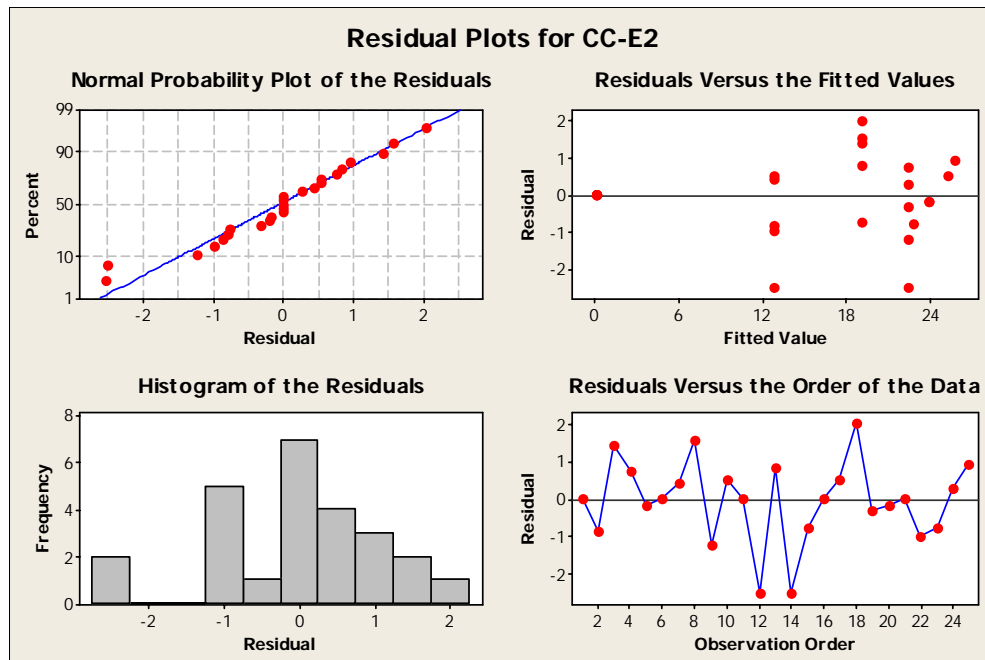 Residual Plots for CC-E2
Normal Probability Plot of the Residuals
99
90
50
10
1
Percent
-2 -1 0 1 2
Residual
Residuals Versus the Fitted Values
2
1
0
-1
-2
Residual
0 6 12 18 24
Fitted Value
Histogram of the Residuals
8
6
4
2
0
Frequency
-2 -1 0 1 2
Residual
Residuals Versus the Order of the Data
2
1
0
-1
-2
Residual
2 4 6 8 10 12 14 16 18 20 22 24
Observation Order